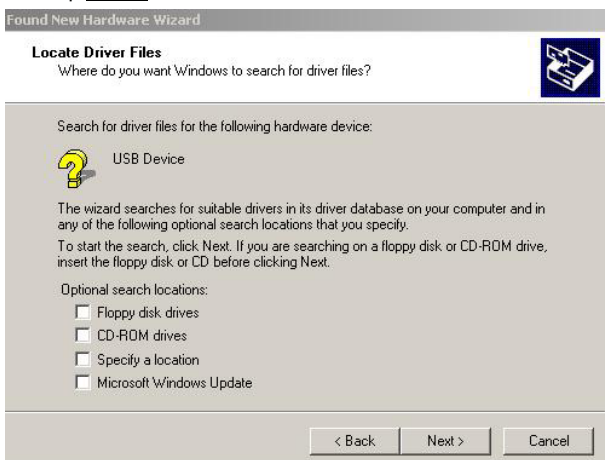 Found New Hardware Wizard
Locate Driver Files
Where do you want Windows to search for driver files?
Search for driver files for the following hardware device:
USB Device
The wizard searches for suitable drivers in its driver database on your computer and in
any of the following optional search locations that you specify.
To start the search, click Next. If you are searching on a floppy disk or CD-ROM drive,
insert the floppy disk or CD before clicking Next.
Optional search locations:
Floppy disk drives
CD-ROM drives
Specify a location
Microsoft Windows Update
< Back Next > Cancel